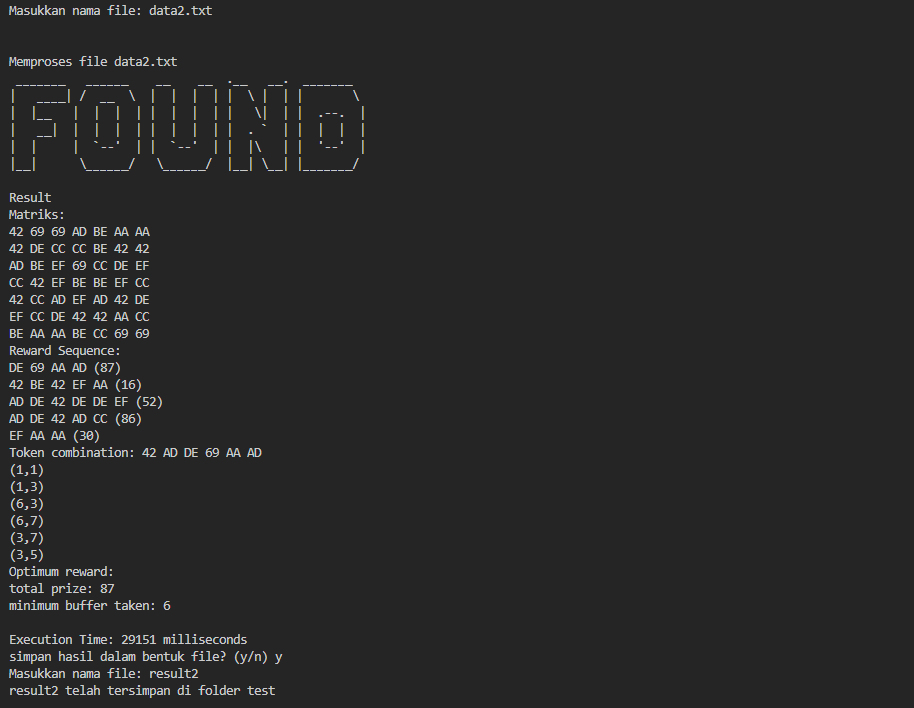 Masukkan nama file: data2.txt
Memproses file data2.txt
FOUND
Result
Matriks:
42 69 69 AD BE AA AA
42 DE CC CC BE 42 42
AD BE EF 69 CC DE EF
CC 42 EF BE BE EF CC
42 CC AD EF AD 42 DE
EF CC DE 42 42 AA CC
BE AA AA BE CC 69 69
Reward Sequence:
DE 69 AA AD (87)
42 BE 42 EF AA (16)
AD DE 42 DE DE EF (52)
AD DE 42 AD CC (86)
EF AA AA (30)
Token combination: 42 AD DE 69 AA AD
(1,1)
(1,3)
(6,3)
(6,7)
(3,7)
(3,5)
Optimum reward:
total prize: 87
minimum buffer taken: 6
Execution Time: 29151 milliseconds
simpan hasil dalam bentuk file? (y/n) y
Masukkan nama file: result2
result2 telah tersimpan di folder test